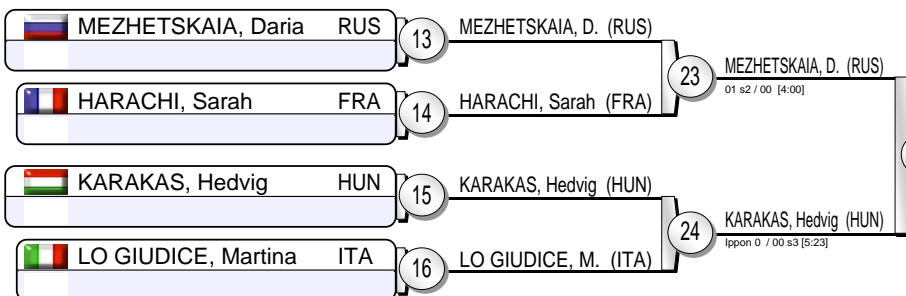 MEZHETSKAIA, Daria RUS 13 MEZHETSKAIA, D. (RUS)
23 MEZHETSKAIA, D. (RUS)
01 s2 / 00 [4:00]
HARACHI, Sarah FRA 14 HARACHI, Sarah (FRA)
KARAKAS, Hedvig HUN 15 KARAKAS, Hedvig (HUN)
24 KARAKAS, Hedvig (HUN)
Ippon 0 / 00 s3 [5:23]
LO GIUDICE, Martina ITA 16 LO GIUDICE, M. (ITA)